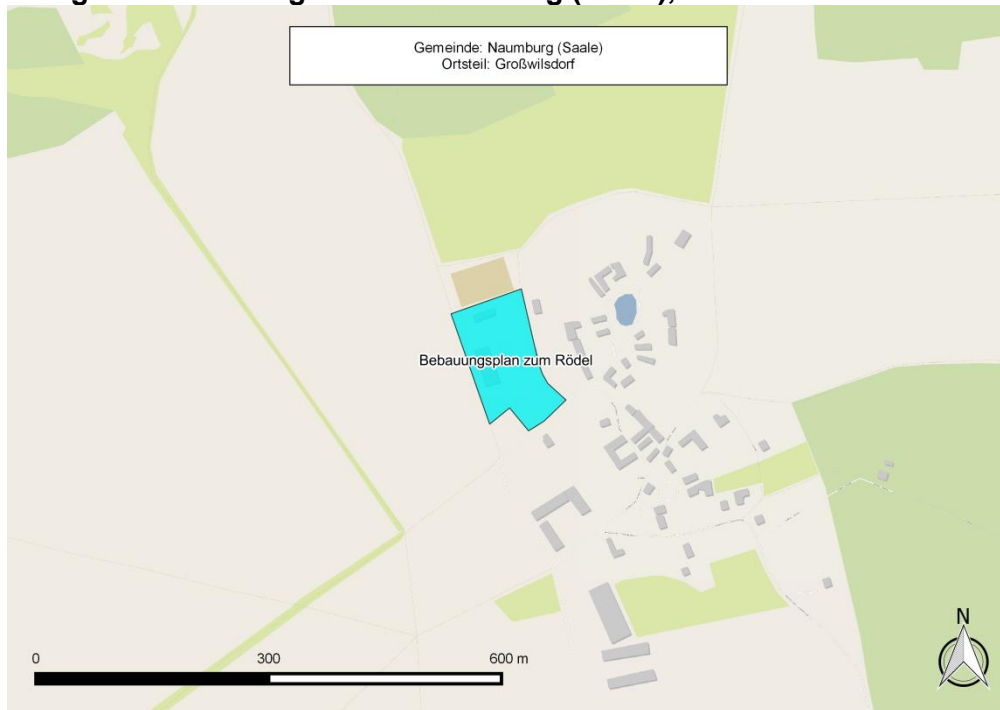 Gemeinde: Naumburg (Saale)
Ortsteil: Großwilsdorf
Bebauungsplan zum Rödel
N
0 300 600 m